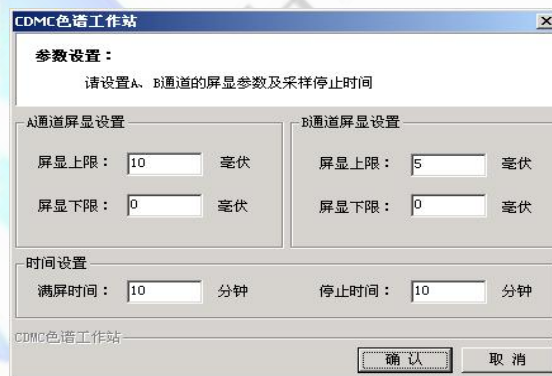 CDMC色谱工作站
参数设置：
请设置A、B通道的屏显参数及采样停止时间
A通道屏显设置 B通道屏显设置
屏显上限： 10 毫伏 屏显上限： 5 毫伏
屏显下限： 0 毫伏 屏显下限： 0 毫伏
时间设置
满屏时间： 10 分钟 停止时间： 10 分钟
CDMC色谱工作站
确 认 取 消